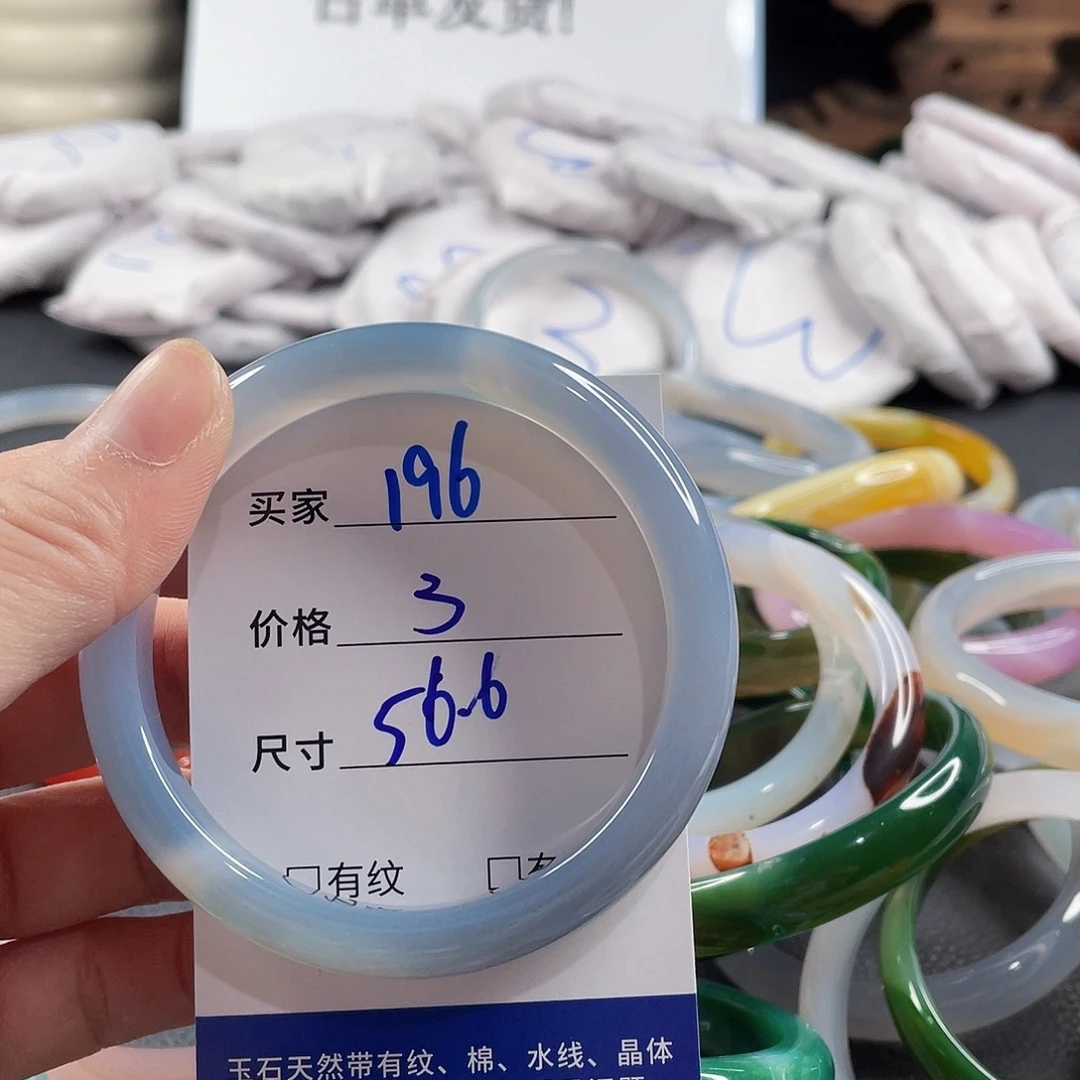 买家 196
价格 3
尺寸 56.6
□有纹 □有
玉石天然带有纹、棉、水线、晶体